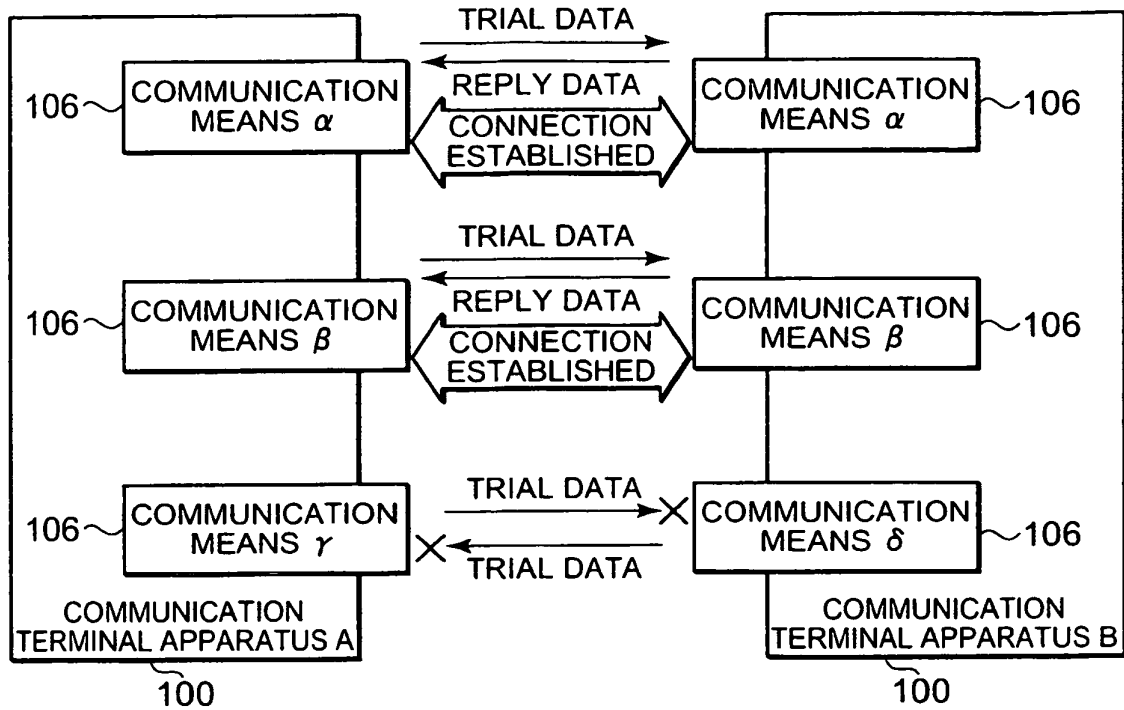 TRIAL DATA
106
COMMUNICATION
MEANS α
REPLY DATA
CONNECTION
ESTABLISHED
COMMUNICATION
MEANS α
106
TRIAL DATA
106
COMMUNICATION
MEANS β
REPLY DATA
CONNECTION
ESTABLISHED
COMMUNICATION
MEANS β
106
TRIAL DATA
106
COMMUNICATION
MEANS γ
TRIAL DATA
COMMUNICATION
MEANS δ
106
COMMUNICATION
TERMINAL APPARATUS A
100
COMMUNICATION
TERMINAL APPARATUS B
100